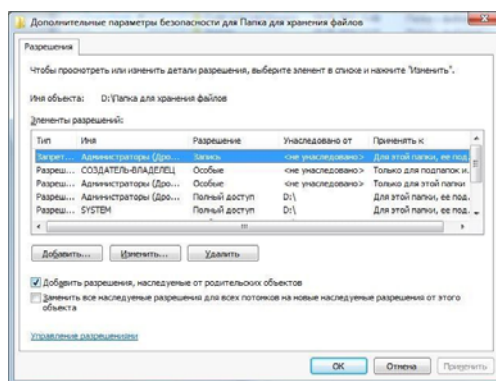 Дополнительные параметры безопасности для Папка для хранения файлов
Разрешения
Чтобы просмотреть или изменить детали разрешения, выберите элемент в списке и нажмите "Изменить".
Имя объекта: D:\Папка для хранения файлов
Элементы разрешений:
Тип Имя Разрешение Унаследовано от Применять к
Запрет... Администраторы (Дро... Запись <не унаследовано> Для этой папки, ее под...
Разреш... СОЗДАТЕЛЬ-ВЛАДЕЛЕЦ Особые <не унаследовано> Только для подпапок и...
Разреш... Администраторы (Дро... Особые <не унаследовано> Только для этой папки
Разреш... Администраторы (Дро... Полный доступ D:\ Для этой папки, ее под...
Разреш... SYSTEM Полный доступ D:\ Для этой папки, ее под...
Добавить... Изменить... Удалить
Добавить разрешения, наследуемые от родительских объектов
Заменить все наследуемые разрешения для всех потомков на новые наследуемые разрешения от этого
объекта
Управление разрешениями
ОК Отмена Применить